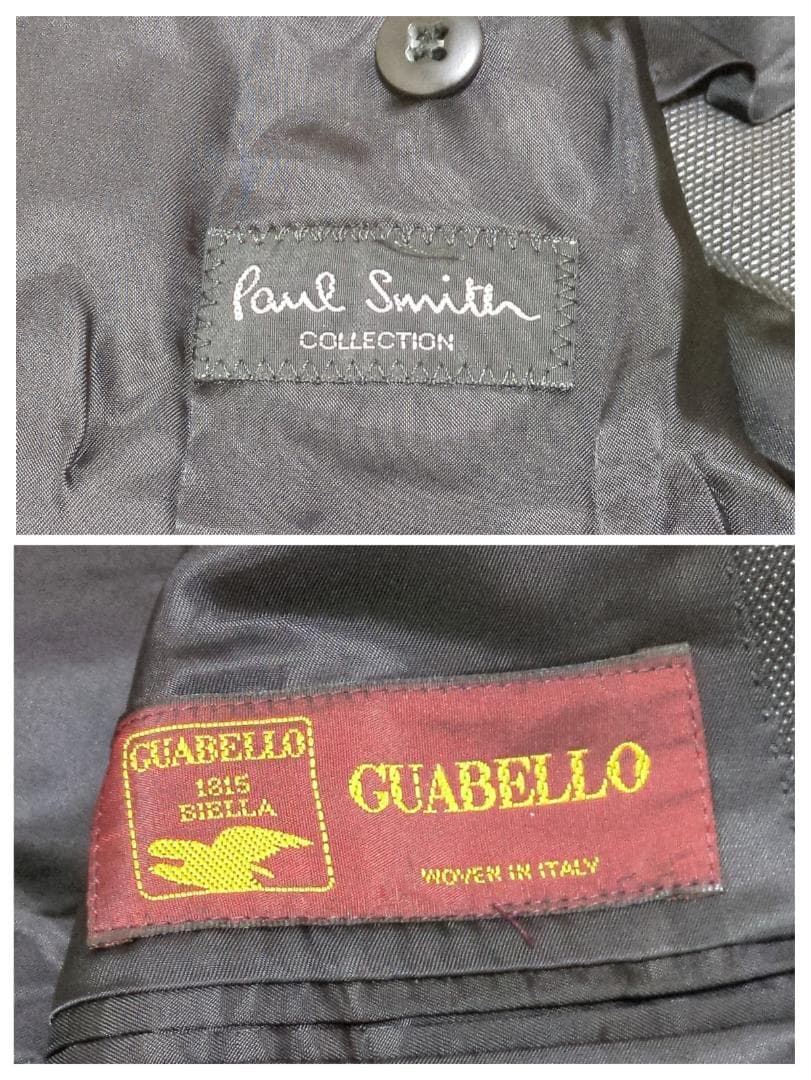 Paul Smith
COLLECTION
GUABELLO
1815
BIELLA
GUABELLO
WOVEN IN ITALY